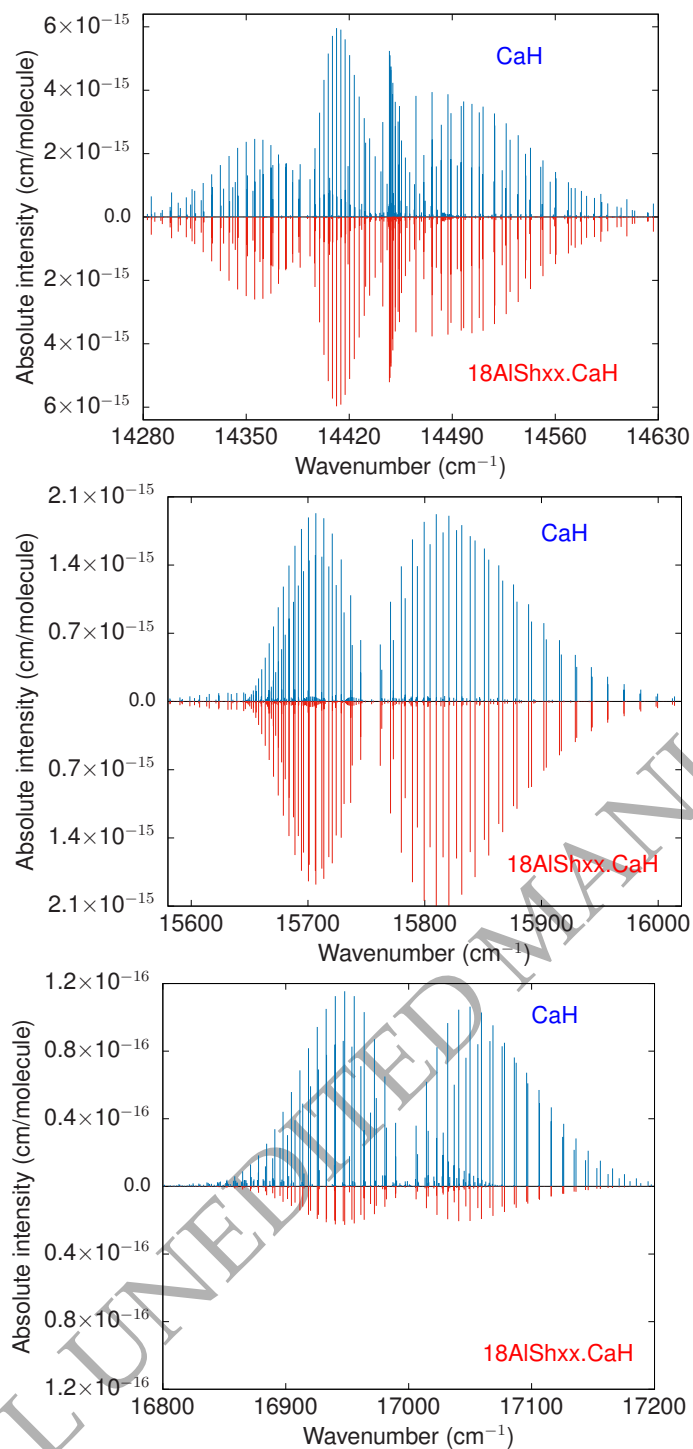 6×10⁻¹⁵
4×10⁻¹⁵
2×10⁻¹⁵
0.0
2×10⁻¹⁵
4×10⁻¹⁵
6×10⁻¹⁵
Absolute intensity (cm/molecule)
CaH
18AlShxx.CaH
14280 14350 14420 14490 14560 14630
Wavenumber (cm⁻¹)
2.1×10⁻¹⁵
1.4×10⁻¹⁵
0.7×10⁻¹⁵
0.0
0.7×10⁻¹⁵
1.4×10⁻¹⁵
2.1×10⁻¹⁵
Absolute intensity (cm/molecule)
CaH
18AlShxx.CaH
15600 15700 15800 15900 16000
Wavenumber (cm⁻¹)
1.2×10⁻¹⁶
0.8×10⁻¹⁶
0.4×10⁻¹⁶
0.0
0.4×10⁻¹⁶
0.8×10⁻¹⁶
1.2×10⁻¹⁶
Absolute intensity (cm/molecule)
CaH
18AlShxx.CaH
16800 16900 17000 17100 17200
Wavenumber (cm⁻¹)
L UNEDITED MANU